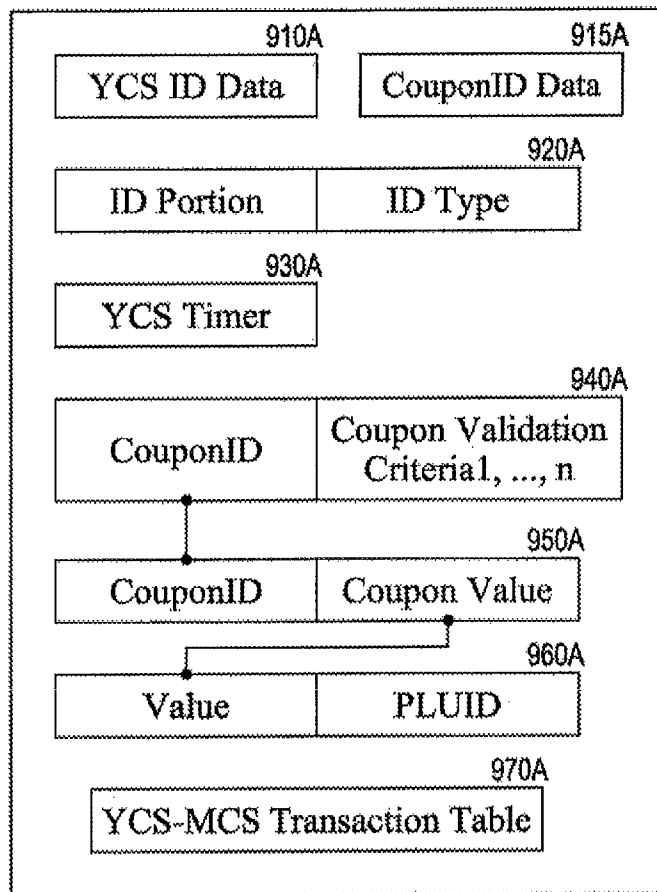 910A
915A
YCS ID Data
CouponID Data
920A
ID Portion
ID Type
930A
YCS Timer
940A
CouponID
Coupon Validation
Criteria1, ..., n
950A
CouponID
Coupon Value
960A
Value
PLUID
970A
YCS-MCS Transaction Table